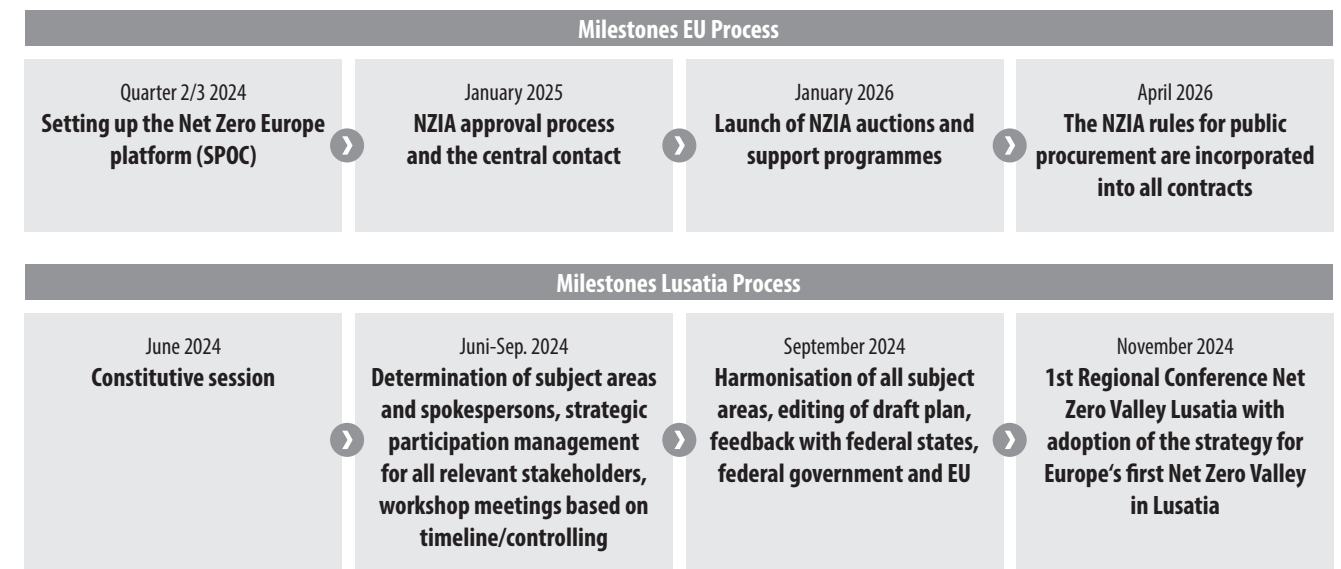 Milestones EU Process
Quarter 2/3 2024
Setting up the Net Zero Europe
platform (SPOC)
January 2025
NZIA approval process
and the central contact
January 2026
Launch of NZIA auctions and
support programmes
April 2026
The NZIA rules for public
procurement are incorporated
into all contracts
Milestones Lusatia Process
June 2024
Constitutive session
Juni-Sep. 2024
Determination of subject areas
and spokespersons, strategic
participation management
for all relevant stakeholders,
workshop meetings based on
timeline/controlling
September 2024
Harmonisation of all subject
areas, editing of draft plan,
feedback with federal states,
federal government and EU
November 2024
1st Regional Conference Net
Zero Valley Lusatia with
adoption of the strategy for
Europe‘s first Net Zero Valley
in Lusatia